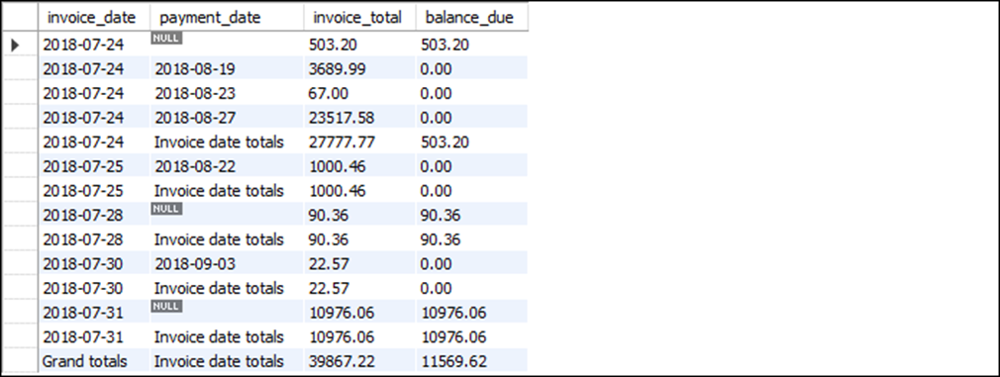 invoice_date payment_date invoice_total balance_due
2018-07-24 NULL 503.20 503.20
2018-07-24 2018-08-19 3689.99 0.00
2018-07-24 2018-08-23 67.00 0.00
2018-07-24 2018-08-27 23517.58 0.00
2018-07-24 Invoice date totals 27777.77 503.20
2018-07-25 2018-08-22 1000.46 0.00
2018-07-25 Invoice date totals 1000.46 0.00
2018-07-28 NULL 90.36 90.36
2018-07-28 Invoice date totals 90.36 90.36
2018-07-30 2018-09-03 22.57 0.00
2018-07-30 Invoice date totals 22.57 0.00
2018-07-31 NULL 10976.06 10976.06
2018-07-31 Invoice date totals 10976.06 10976.06
Grand totals Invoice date totals 39867.22 11569.62